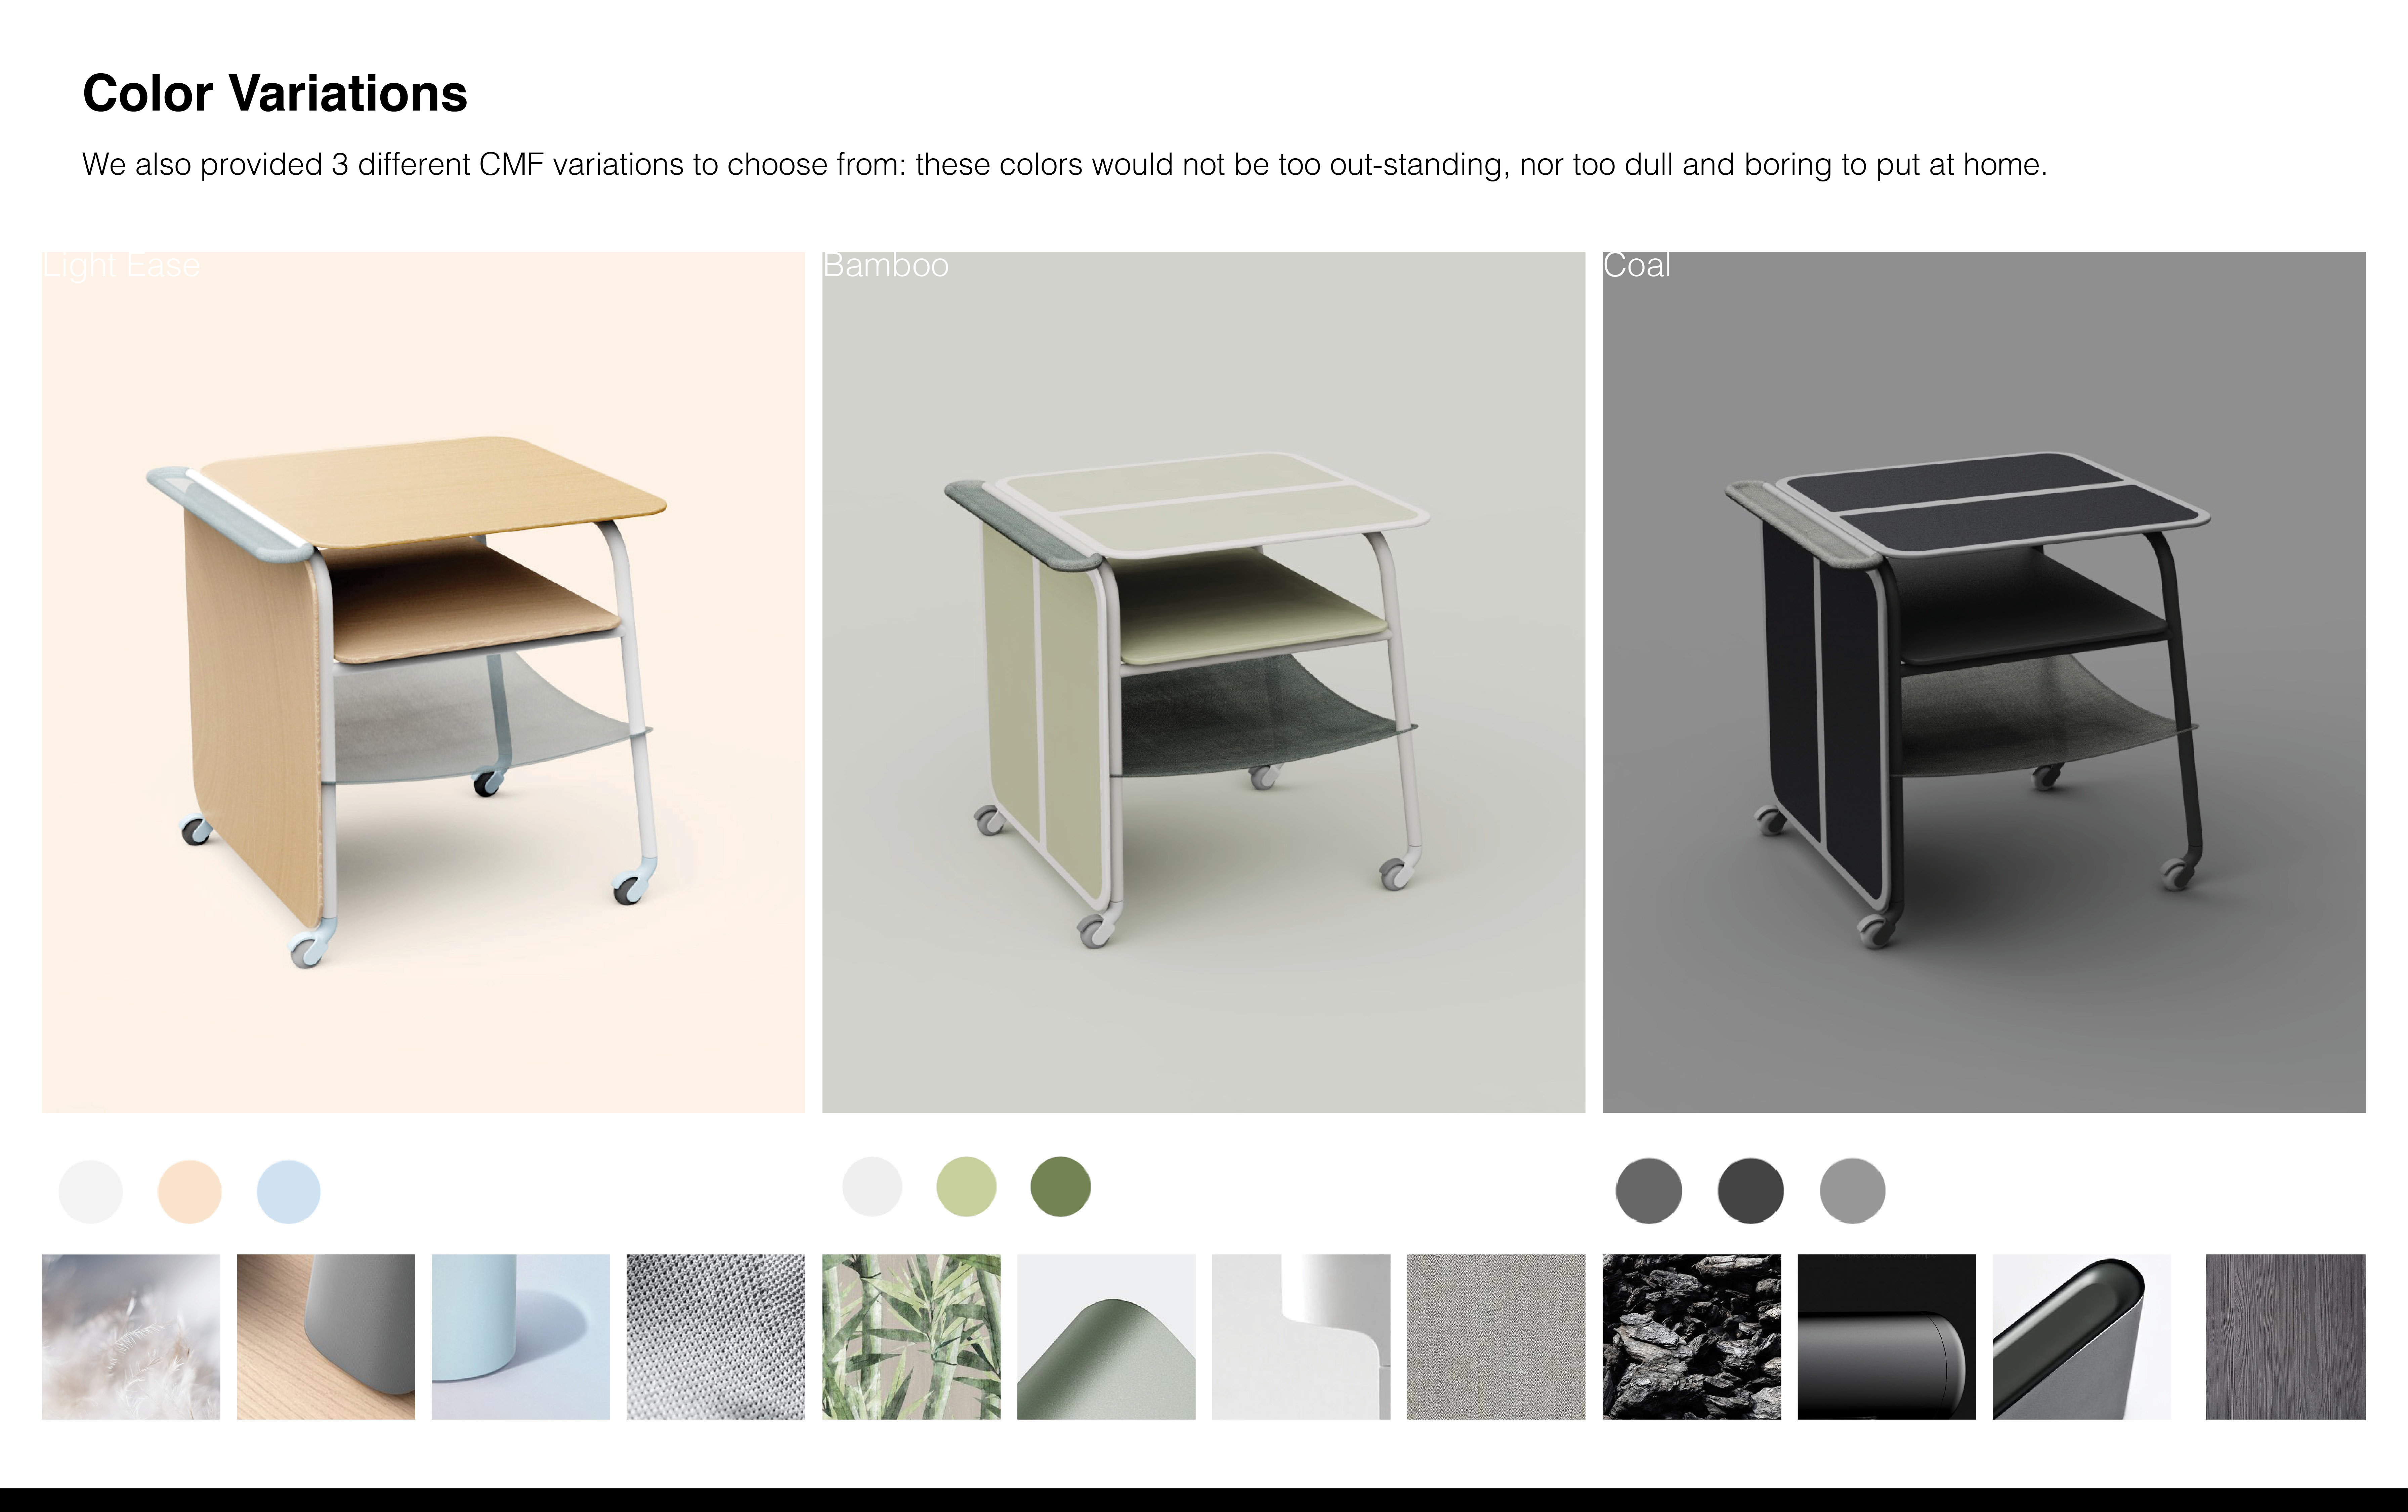 Color Variations
We also provided 3 different CMF variations to choose from: these colors would not be too out-standing, nor too dull and boring to put at home.
Light Ease
Bamboo
Coal